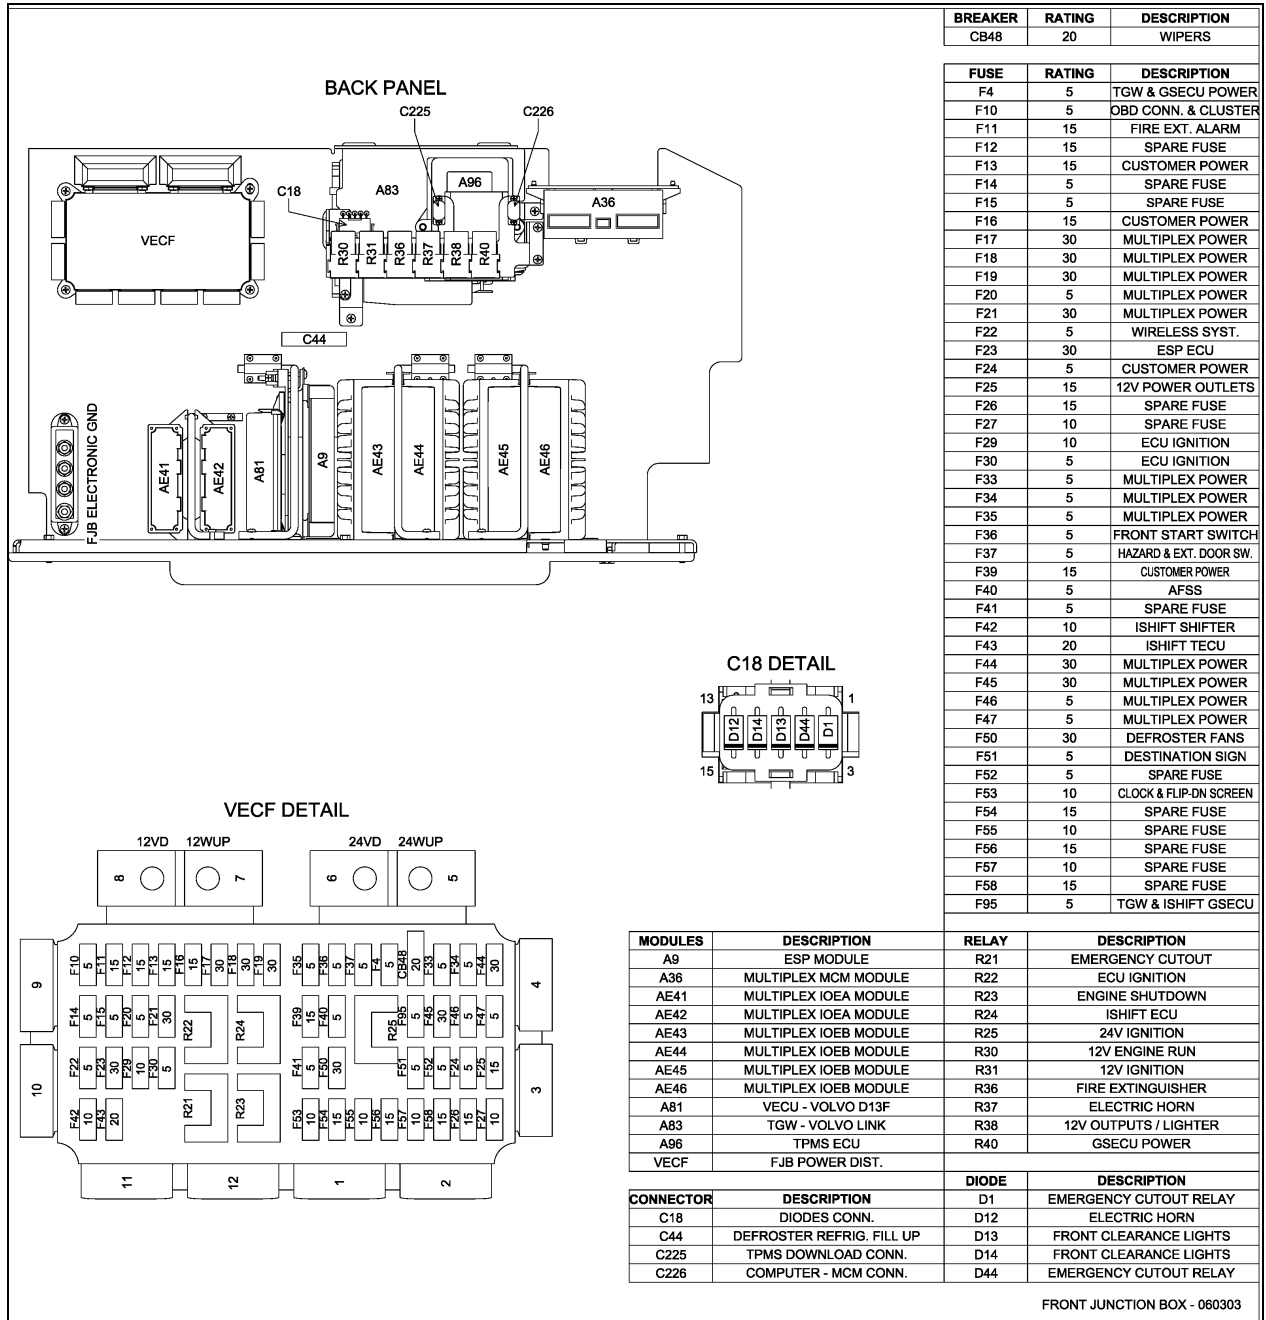 BACK PANEL
C225
C226
C18
A83
A96
A36
VECF
R30
R31
R36
R37
R38
R40
C44
FJB ELECTRONIC GND
AE41
AE42
A81
A9
AE43
AE44
AE45
AE46
C18 DETAIL
13
1
D12
D14
D13
D44
D1
15
3
VECF DETAIL
12VD 12WUP 24VD 24WUP
8 7 6 5
F10 5 F11 15 F12 15 F13 15 F16 15 F17 30 F18 30 F19 30 F35 5 F36 5 F37 5 F4 5 CB48 20 F33 5 F34 5 F44 30
9
4
F14 5 F15 5 F20 5 F21 30 R22 R24 F39 15 F40 5 R25 F95 5 F45 30 F46 5 F47 5
F22 5 F23 30 F29 10 F30 5 F41 5 F50 30 F51 5 F52 5 F24 5 F25 15
10
3
F42 10 F43 20 R21 R23 F53 10 F54 15 F55 10 F56 15 F57 10 F58 15 F26 15 F27 10
11 12 1 2
BREAKER RATING DESCRIPTION
CB48 20 WIPERS
FUSE RATING DESCRIPTION
F4 5 TGW & GSECU POWER
F10 5 OBD CONN. & CLUSTER
F11 15 FIRE EXT. ALARM
F12 15 SPARE FUSE
F13 15 CUSTOMER POWER
F14 5 SPARE FUSE
F15 5 SPARE FUSE
F16 15 CUSTOMER POWER
F17 30 MULTIPLEX POWER
F18 30 MULTIPLEX POWER
F19 30 MULTIPLEX POWER
F20 5 MULTIPLEX POWER
F21 30 MULTIPLEX POWER
F22 5 WIRELESS SYST.
F23 30 ESP ECU
F24 5 CUSTOMER POWER
F25 15 12V POWER OUTLETS
F26 15 SPARE FUSE
F27 10 SPARE FUSE
F29 10 ECU IGNITION
F30 5 ECU IGNITION
F33 5 MULTIPLEX POWER
F34 5 MULTIPLEX POWER
F35 5 MULTIPLEX POWER
F36 5 FRONT START SWITCH
F37 5 HAZARD & EXT. DOOR SW.
F39 15 CUSTOMER POWER
F40 5 AFSS
F41 5 SPARE FUSE
F42 10 ISHIFT SHIFTER
F43 20 ISHIFT TECU
F44 30 MULTIPLEX POWER
F45 30 MULTIPLEX POWER
F46 5 MULTIPLEX POWER
F47 5 MULTIPLEX POWER
F50 30 DEFROSTER FANS
F51 5 DESTINATION SIGN
F52 5 SPARE FUSE
F53 10 CLOCK & FLIP-DN SCREEN
F54 15 SPARE FUSE
F55 10 SPARE FUSE
F56 15 SPARE FUSE
F57 10 SPARE FUSE
F58 15 SPARE FUSE
F95 5 TGW & ISHIFT GSECU
MODULES DESCRIPTION
A9 ESP MODULE
A36 MULTIPLEX MCM MODULE
AE41 MULTIPLEX IOEA MODULE
AE42 MULTIPLEX IOEA MODULE
AE43 MULTIPLEX IOEB MODULE
AE44 MULTIPLEX IOEB MODULE
AE45 MULTIPLEX IOEB MODULE
AE46 MULTIPLEX IOEB MODULE
A81 VECU - VOLVO D13F
A83 TGW - VOLVO LINK
A96 TPMS ECU
VECF FJB POWER DIST.
RELAY DESCRIPTION
R21 EMERGENCY CUTOUT
R22 ECU IGNITION
R23 ENGINE SHUTDOWN
R24 ISHIFT ECU
R25 24V IGNITION
R30 12V ENGINE RUN
R31 12V IGNITION
R36 FIRE EXTINGUISHER
R37 ELECTRIC HORN
R38 12V OUTPUTS / LIGHTER
R40 GSECU POWER
CONNECTOR DESCRIPTION
C18 DIODES CONN.
C44 DEFROSTER REFRIG. FILL UP
C225 TPMS DOWNLOAD CONN.
C226 COMPUTER - MCM CONN.
DIODE DESCRIPTION
D1 EMERGENCY CUTOUT RELAY
D12 ELECTRIC HORN
D13 FRONT CLEARANCE LIGHTS
D14 FRONT CLEARANCE LIGHTS
D44 EMERGENCY CUTOUT RELAY
FRONT JUNCTION BOX - 060303